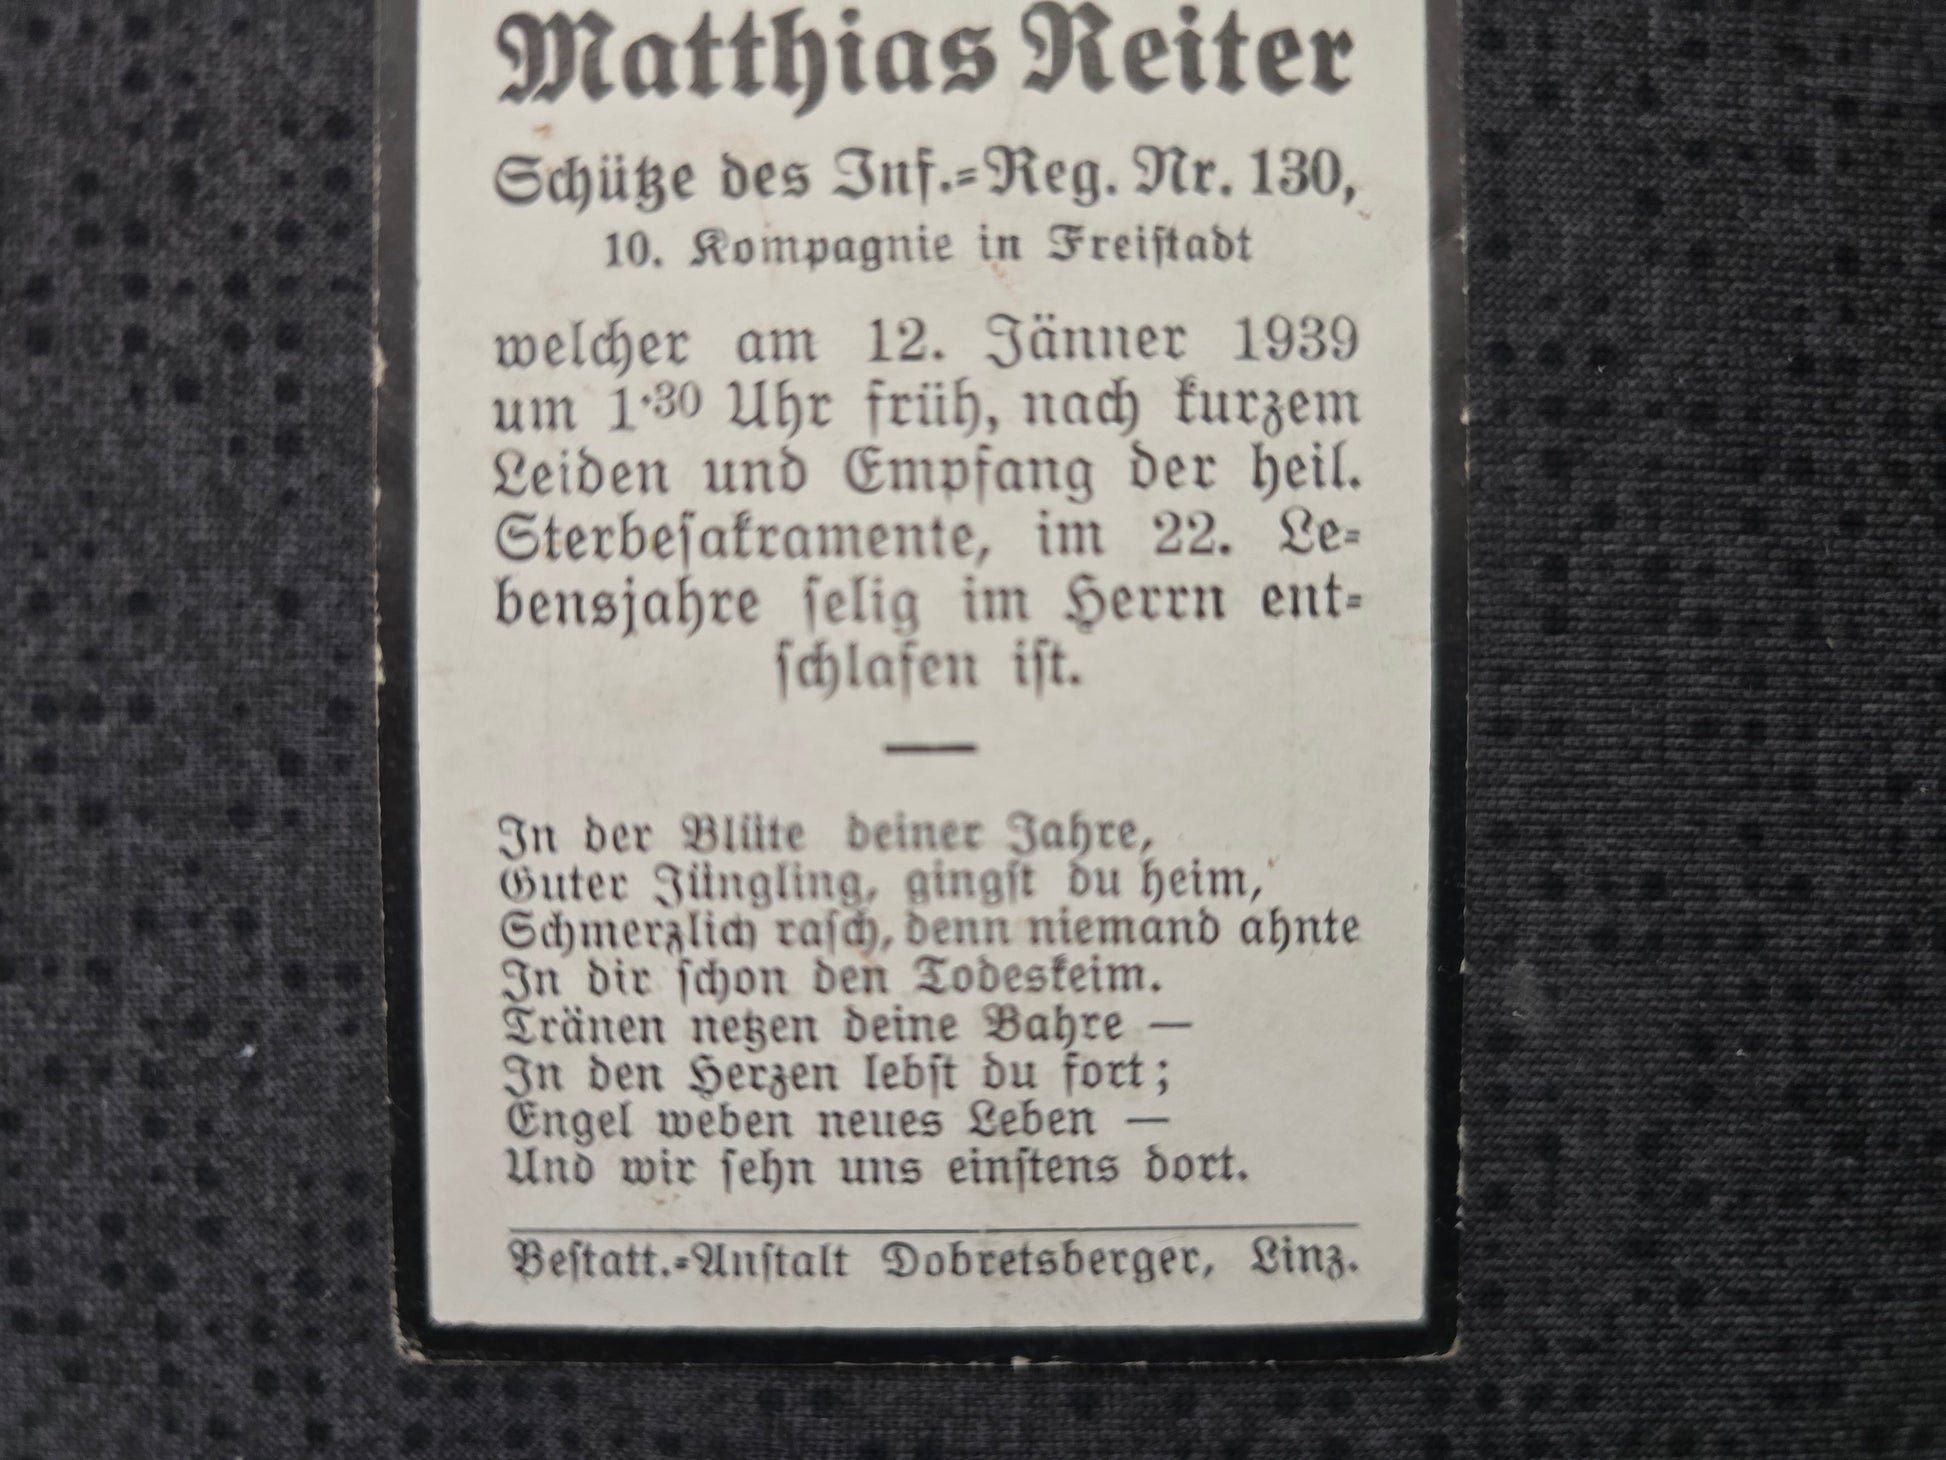 Matthias Reiter
Schütze des Inf.-Reg. Nr. 130,
10. Kompagnie in Freistadt
welcher am 12. Jänner 1939
um 1·30 Uhr früh, nach kurzem
Leiden und Empfang der heil.
Sterbesakramente, im 22. Le-
bensjahre selig im Herrn ent-
schlafen ist.
—
In der Blüte deiner Jahre,
Guter Jüngling, gingst du heim,
Schmerzlich rasch, denn niemand ahnte
In dir schon den Todeskeim.
Tränen netzen deine Bahre —
In den Herzen lebst du fort;
Engel weben neues Leben —
Und wir sehn uns einstens dort.
Bestatt.-Anstalt Dobretsberger, Linz.